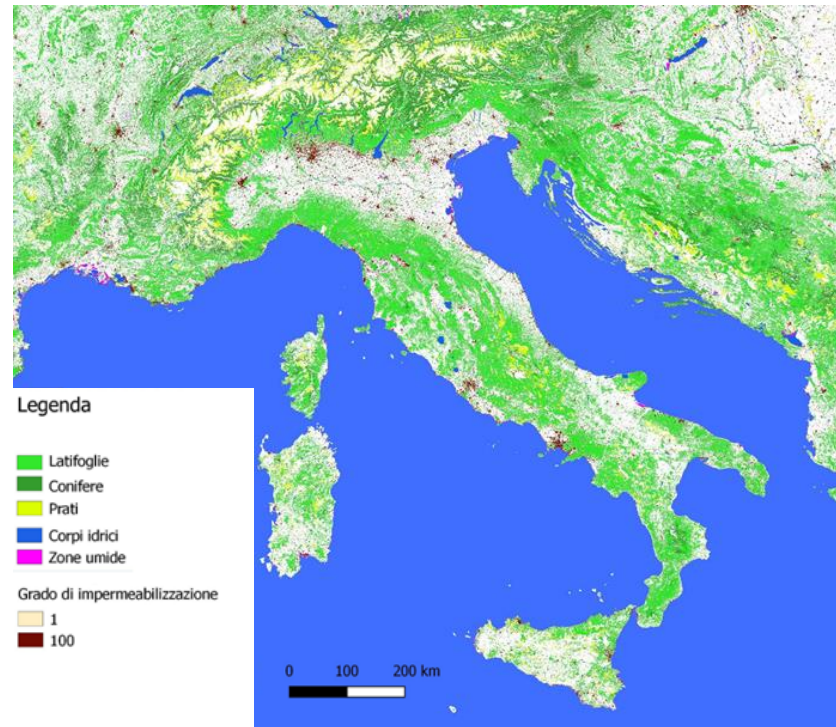 Legenda
Latifoglie
Conifere
Prati
Corpi idrici
Zone umide
Grado di impermeabilizzazione
1
100
0 100 200 km